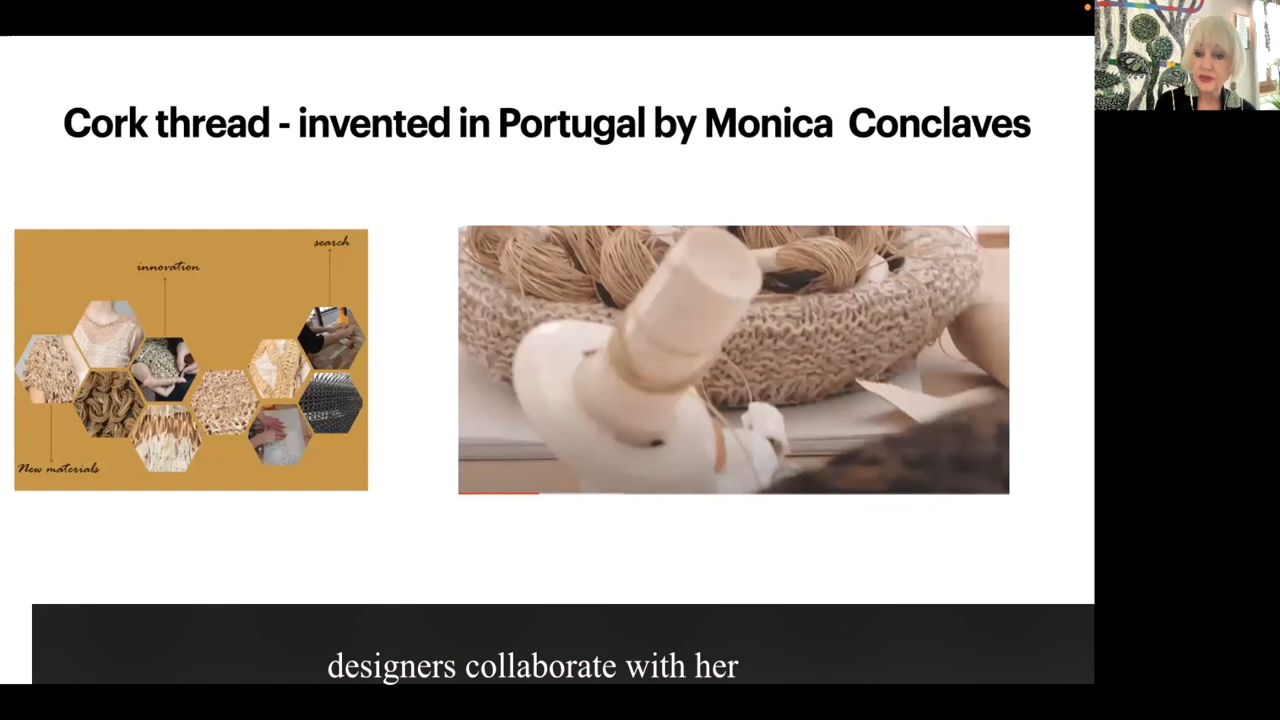 Cork thread - invented in Portugal by Monica Conclaves
search
innovation
New materials
designers collaborate with her